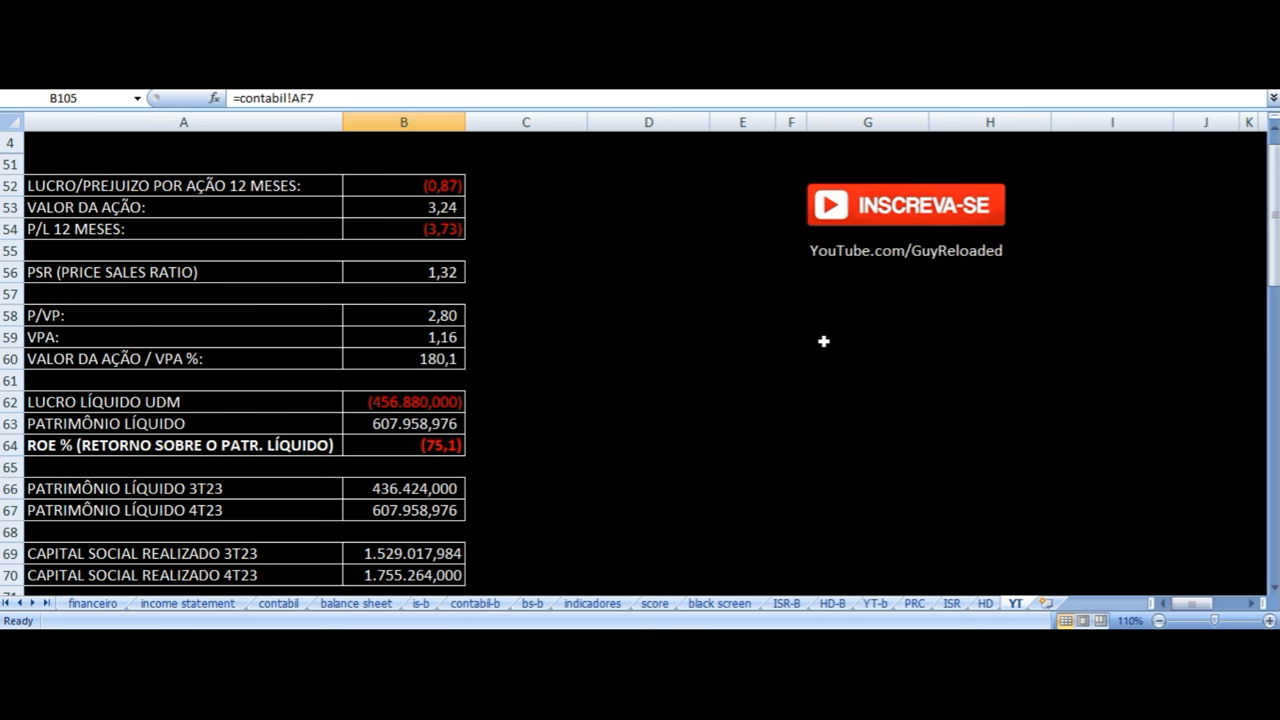 B105 fx =contabil!AF7
A B C D E F G H I J K
4
51
52 LUCRO/PREJUIZO POR AÇÃO 12 MESES: (0,87)
INSCREVA-SE
53 VALOR DA AÇÃO: 3,24
54 P/L 12 MESES: (3,73)
55 YouTube.com/GuyReloaded
56 PSR (PRICE SALES RATIO) 1,32
57
58 P/VP: 2,80
59 VPA: 1,16
60 VALOR DA AÇÃO / VPA %: 180,1
61
62 LUCRO LÍQUIDO UDM (456.880,000)
63 PATRIMÔNIO LÍQUIDO 607.958,976
64 ROE % (RETORNO SOBRE O PATR. LÍQUIDO) (75,1)
65
66 PATRIMÔNIO LÍQUIDO 3T23 436.424,000
67 PATRIMÔNIO LÍQUIDO 4T23 607.958,976
68
69 CAPITAL SOCIAL REALIZADO 3T23 1.529.017,984
70 CAPITAL SOCIAL REALIZADO 4T23 1.755.264,000
financeiro income statement contabil balance sheet is-b contabil-b bs-b indicadores score black screen ISR-B HD-B YT-b PRC ISR HD YT
Ready 110%